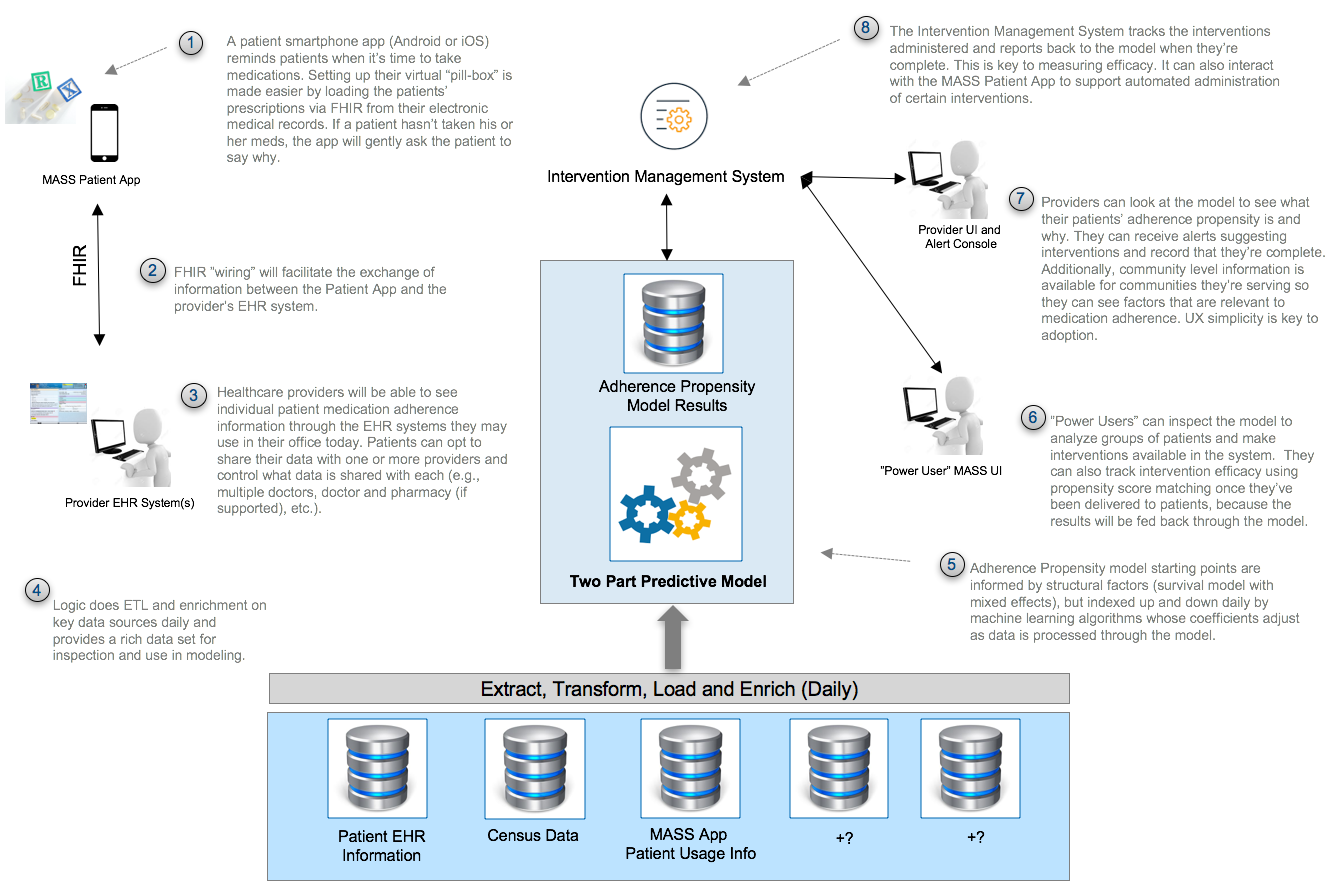 1
A patient smartphone app (Android or iOS)
reminds patients when it's time to take
medications. Setting up their virtual “pill-box” is
made easier by loading the patients'
prescriptions via FHIR from their electronic
medical records. If a patient hasn't taken his or
her meds, the app will gently ask the patient to
say why.
R
X
MASS Patient App
FHIR
2
FHIR ”wiring” will facilitate the exchange of
information between the Patient App and the
provider's EHR system.
3
Healthcare providers will be able to see
individual patient medication adherence
information through the EHR systems they may
use in their office today. Patients can opt to
share their data with one or more providers and
control what data is shared with each (e.g.,
multiple doctors, doctor and pharmacy (if
supported), etc.).
Provider EHR System(s)
4
Logic does ETL and enrichment on
key data sources daily and
provides a rich data set for
inspection and use in modeling.
8
The Intervention Management System tracks the interventions
administered and reports back to the model when they're
complete. This is key to measuring efficacy. It can also interact
with the MASS Patient App to support automated administration
of certain interventions.
Intervention Management System
Provider UI and
Alert Console
7
Providers can look at the model to see what
their patients' adherence propensity is and
why. They can receive alerts suggesting
interventions and record that they're complete.
Additionally, community level information is
available for communities they're serving so
they can see factors that are relevant to
medication adherence. UX simplicity is key to
adoption.
Adherence Propensity
Model Results
Two Part Predictive Model
”Power User” MASS UI
6
”Power Users” can inspect the model to
analyze groups of patients and make
interventions available in the system.  They
can also track intervention efficacy using
propensity score matching once they've
been delivered to patients, because the
results will be fed back through the model.
5
Adherence Propensity model starting points are
informed by structural factors (survival model with
mixed effects), but indexed up and down daily by
machine learning algorithms whose coefficients adjust
as data is processed through the model.
Extract, Transform, Load and Enrich (Daily)
Patient EHR
Information
Census Data
MASS App
Patient Usage Info
+?
+?